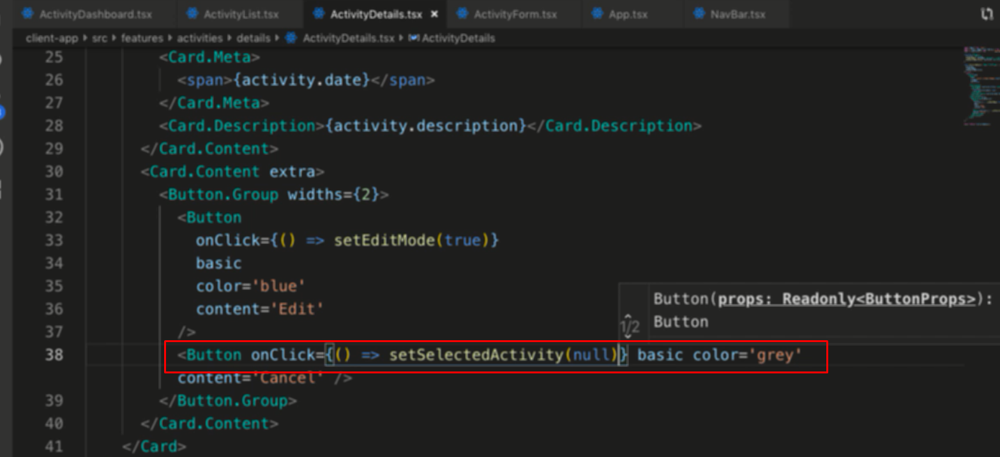 ActivityDashboard.tsx ActivityList.tsx ActivityDetails.tsx × ActivityForm.tsx App.tsx NavBar.tsx
client-app src features activities details ActivityDetails.tsx ActivityDetails
25 <Card.Meta>
26 <span>{activity.date}</span>
27 </Card.Meta>
28 <Card.Description>{activity.description}</Card.Description>
29 </Card.Content>
30 <Card.Content extra>
31 <Button.Group widths={2}>
32 <Button
33 onClick={() => setEditMode(true)}
34 basic
35 color='blue'
36 content='Edit'
37 />
Button(props: Readonly<ButtonProps>):
1/2 Button
38 <Button onClick={() => setSelectedActivity(null)} basic color='grey'
content='Cancel' />
39 </Button.Group>
40 </Card.Content>
41 </Card>